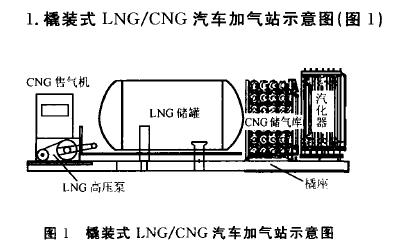 1. 橇装式 LNG/CNG 汽车加气站示意图(图1)
CNG 售气机
LNG 储罐
CNG 储气库
汽化器
LNG 高压泵
橇座
图 1 橇装式 LNG/CNG 汽车加气站示意图